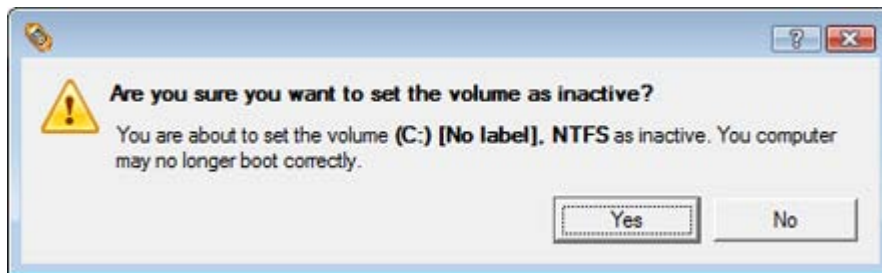 Are you sure you want to set the volume as inactive?
You are about to set the volume (C:) [No label], NTFS as inactive. You computer
may no longer boot correctly.
Yes
No